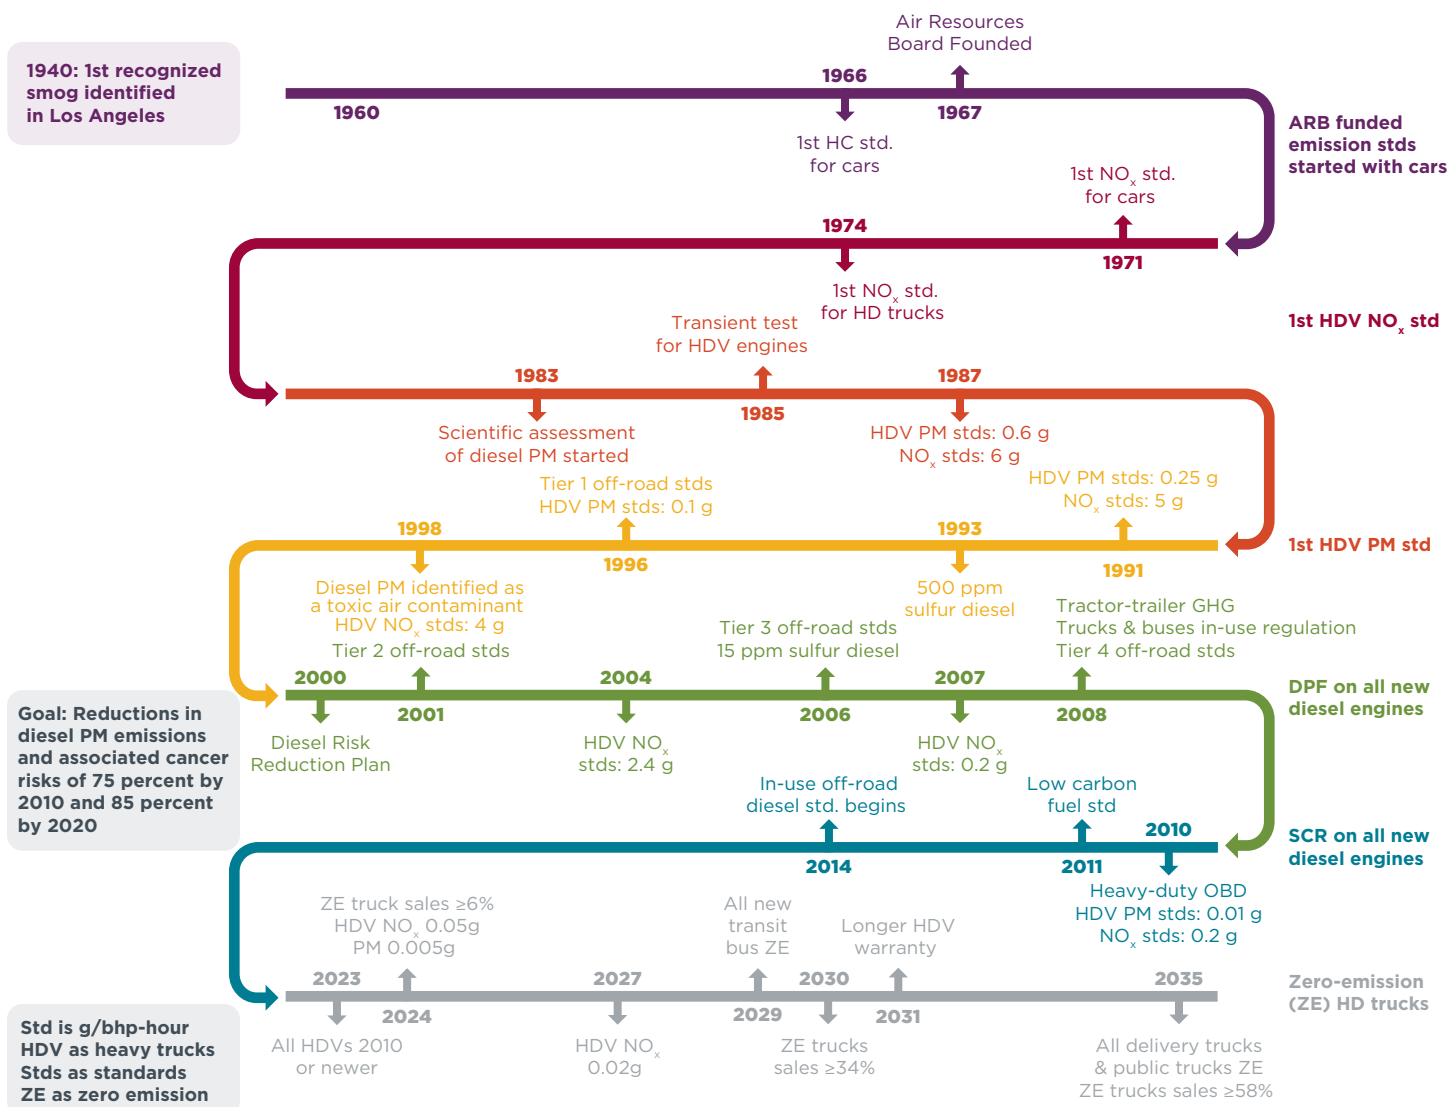 Air Resources
Board Founded
1940: 1st recognized
smog identified
in Los Angeles
1966
1960
1967
1st HC std.
for cars
ARB funded
emission stds
started with cars
1st NOx std.
for cars
1974
1971
1st NOx std.
for HD trucks
1st HDV NOx std
Transient test
for HDV engines
1983
1987
1985
Scientific assessment
of diesel PM started
HDV PM stds: 0.6 g
NOx stds: 6 g
Tier 1 off-road stds
HDV PM stds: 0.1 g
HDV PM stds: 0.25 g
NOx stds: 5 g
1998
1993
1st HDV PM std
1996
1991
Diesel PM identified as
a toxic air contaminant
HDV NOx stds: 4 g
500 ppm
sulfur diesel
Tier 2 off-road stds
Tier 3 off-road stds
15 ppm sulfur diesel
Tractor-trailer GHG
Trucks & buses in-use regulation
Tier 4 off-road stds
2000
2004
2007
DPF on all new
diesel engines
2001
2006
2008
Goal: Reductions in
diesel PM emissions
and associated cancer
risks of 75 percent by
2010 and 85 percent
by 2020
Diesel Risk
Reduction Plan
HDV NOx
stds: 2.4 g
HDV NOx
stds: 0.2 g
In-use off-road
diesel std. begins
Low carbon
fuel std
2010
SCR on all new
diesel engines
2014
2011
Heavy-duty OBD
HDV PM stds: 0.01 g
NOx stds: 0.2 g
ZE truck sales ≥6%
HDV NOx 0.05g
PM 0.005g
All new
transit
bus ZE
Longer HDV
warranty
2023
2027
2030
2035
Zero-emission
(ZE) HD trucks
2024
2029
2031
Std is g/bhp-hour
HDV as heavy trucks
Stds as standards
ZE as zero emission
All HDVs 2010
or newer
HDV NOx
0.02g
ZE trucks
sales ≥34%
All delivery trucks
& public trucks ZE
ZE trucks sales ≥58%